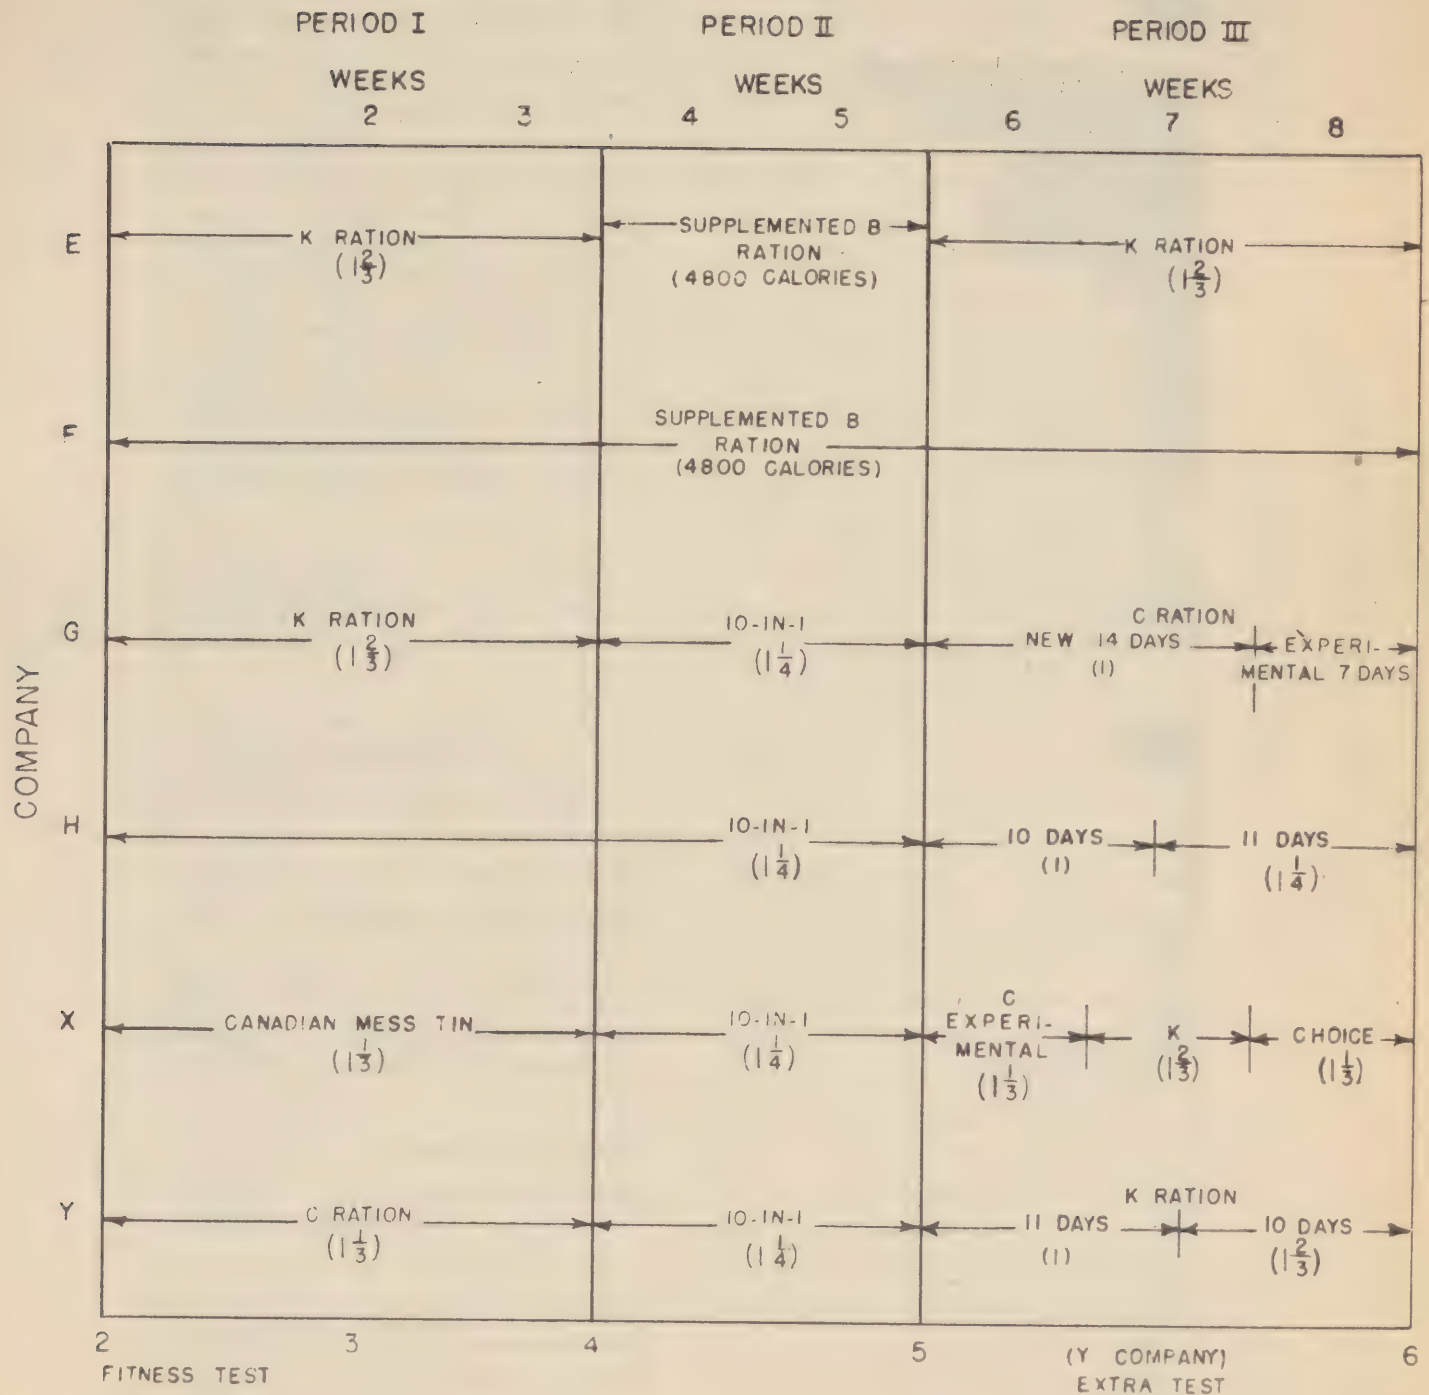 PERIOD I PERIOD II PERIOD III
WEEKS WEEKS WEEKS
2 3 4 5 6 7 8
COMPANY
E K RATION SUPPLEMENTED B K RATION
(1 2/3) RATION (1 2/3)
(4800 CALORIES)
F SUPPLEMENTED B
RATION
(4800 CALORIES)
G K RATION 10-IN-1 C RATION
(1 2/3) (1 1/4) NEW 14 DAYS EXPERI-
(1) MENTAL 7 DAYS
H 10-IN-1 10 DAYS 11 DAYS
(1 1/4) (1) (1 1/4)
X CANADIAN MESS TIN 10-IN-1 C
(1 1/3) (1 1/4) EXPERI- K CHOICE
MENTAL (1 2/3) (1 1/3)
(1 1/3)
Y C RATION 10-IN-1 K RATION
(1 1/3) (1 1/4) 11 DAYS 10 DAYS
(1) (1 2/3)
2 3 4 5 (Y COMPANY) 6
FITNESS TEST EXTRA TEST